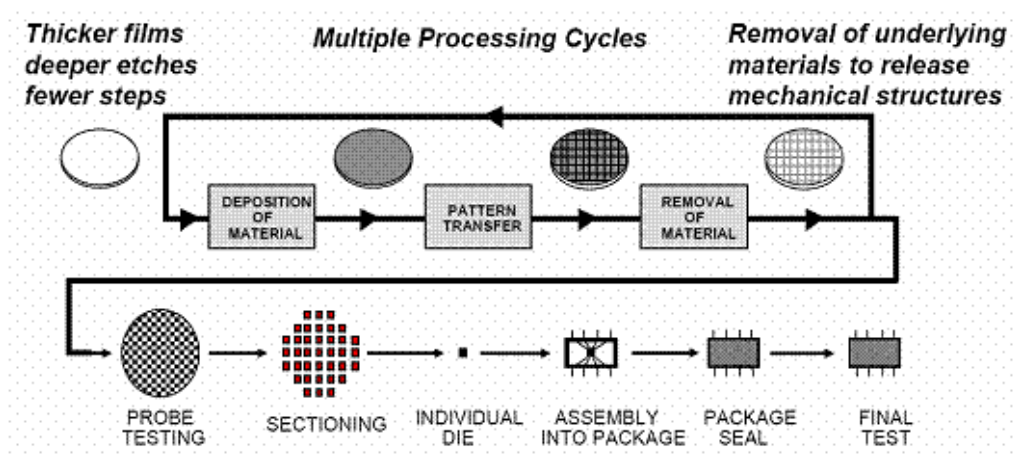 Thicker films
deeper etches
fewer steps
Multiple Processing Cycles
Removal of underlying
materials to release
mechanical structures
DEPOSITION
OF
MATERIAL
PATTERN
TRANSFER
REMOVAL
OF
MATERIAL
PROBE
TESTING
SECTIONING
INDIVIDUAL
DIE
ASSEMBLY
INTO PACKAGE
PACKAGE
SEAL
FINAL
TEST